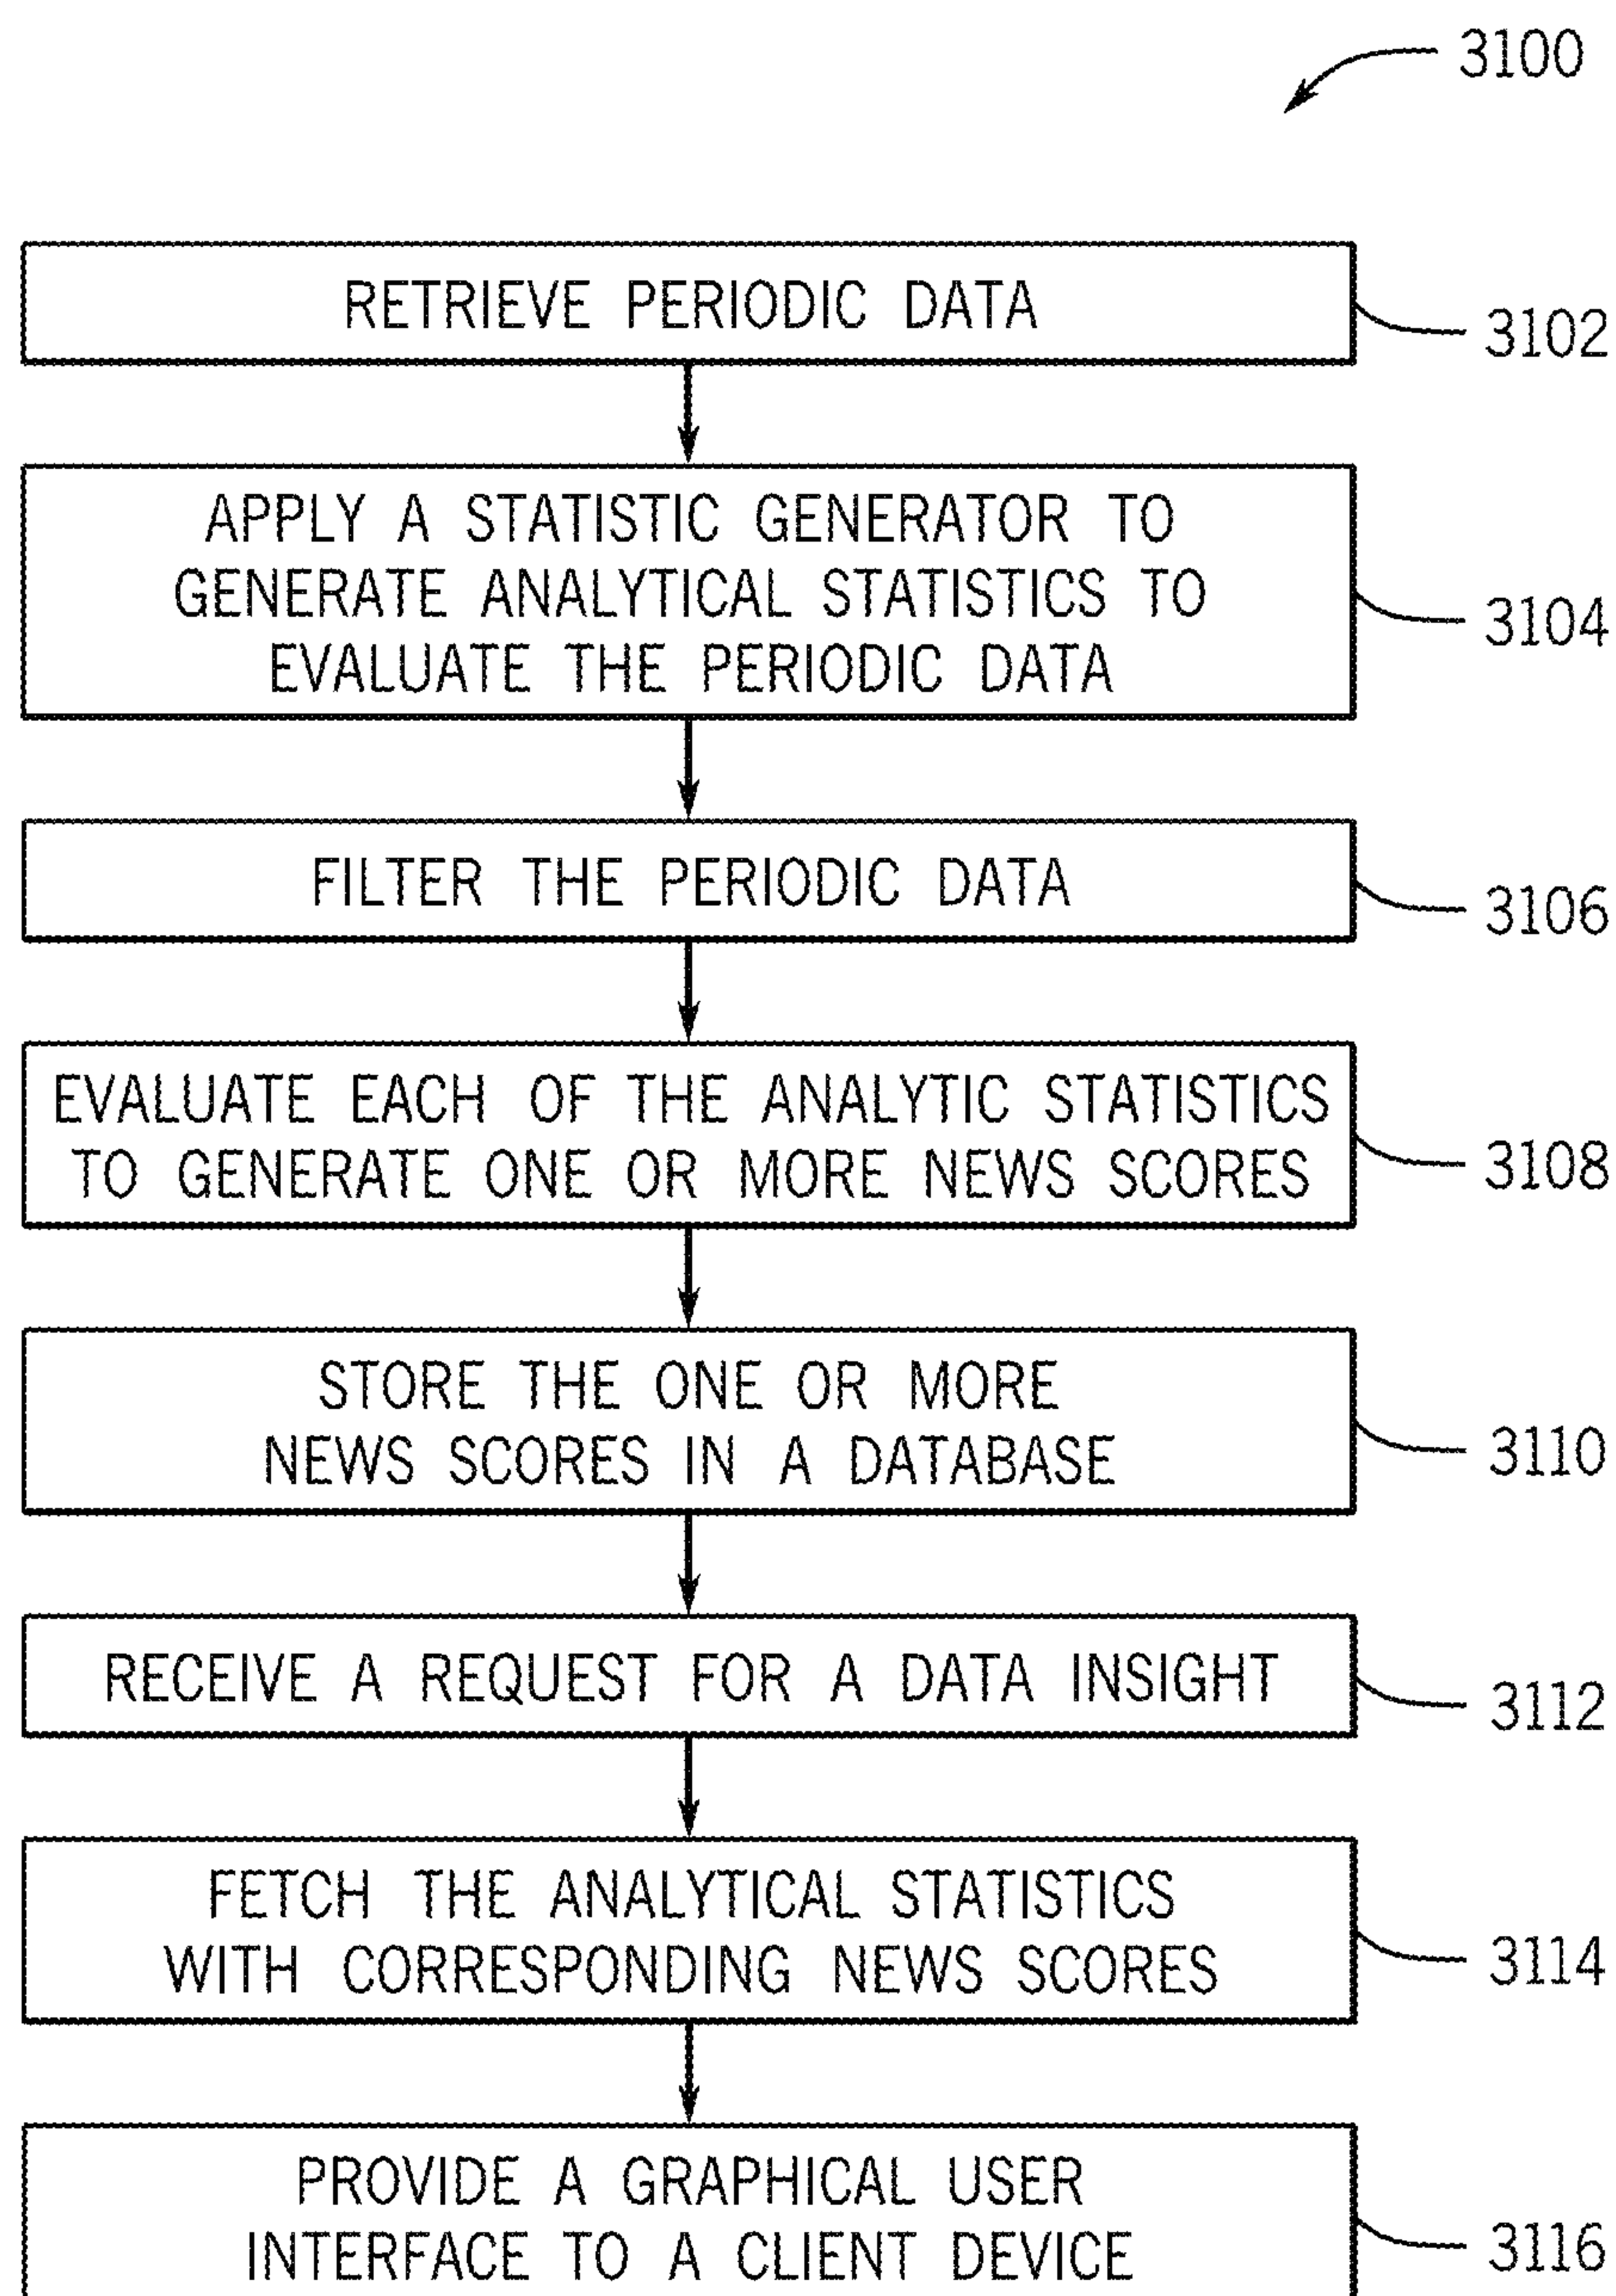 3100
RETRIEVE PERIODIC DATA
3102
APPLY A STATISTIC GENERATOR TO
GENERATE ANALYTICAL STATISTICS TO
EVALUATE THE PERIODIC DATA
3104
FILTER THE PERIODIC DATA
3106
EVALUATE EACH OF THE ANALYTIC STATISTICS
TO GENERATE ONE OR MORE NEWS SCORES
3108
STORE THE ONE OR MORE
NEWS SCORES IN A DATABASE
3110
RECEIVE A REQUEST FOR A DATA INSIGHT
3112
FETCH THE ANALYTICAL STATISTICS
WITH CORRESPONDING NEWS SCORES
3114
PROVIDE A GRAPHICAL USER
INTERFACE TO A CLIENT DEVICE
3116